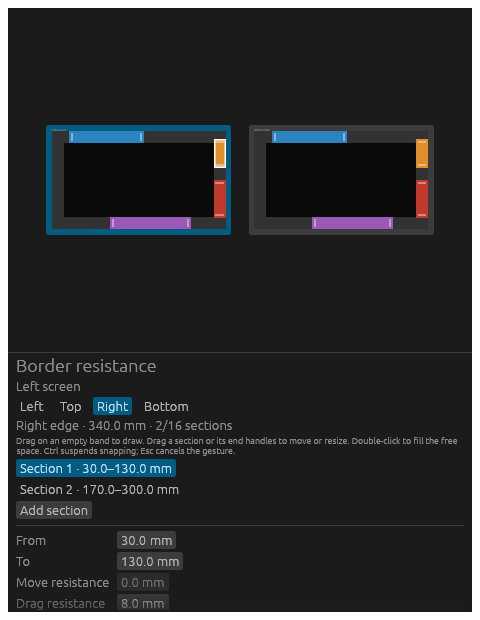 Border resistance
Left screen
Left Top Right Bottom
Right edge · 340.0 mm · 2/16 sections
Drag on an empty band to draw. Drag a section or its end handles to move or resize. Double-click to fill the free
space. Ctrl suspends snapping; Esc cancels the gesture.
Section 1 · 30.0–130.0 mm
Section 2 · 170.0–300.0 mm
Add section
From 30.0 mm
To 130.0 mm
Move resistance 0.0 mm
Drag resistance 8.0 mm